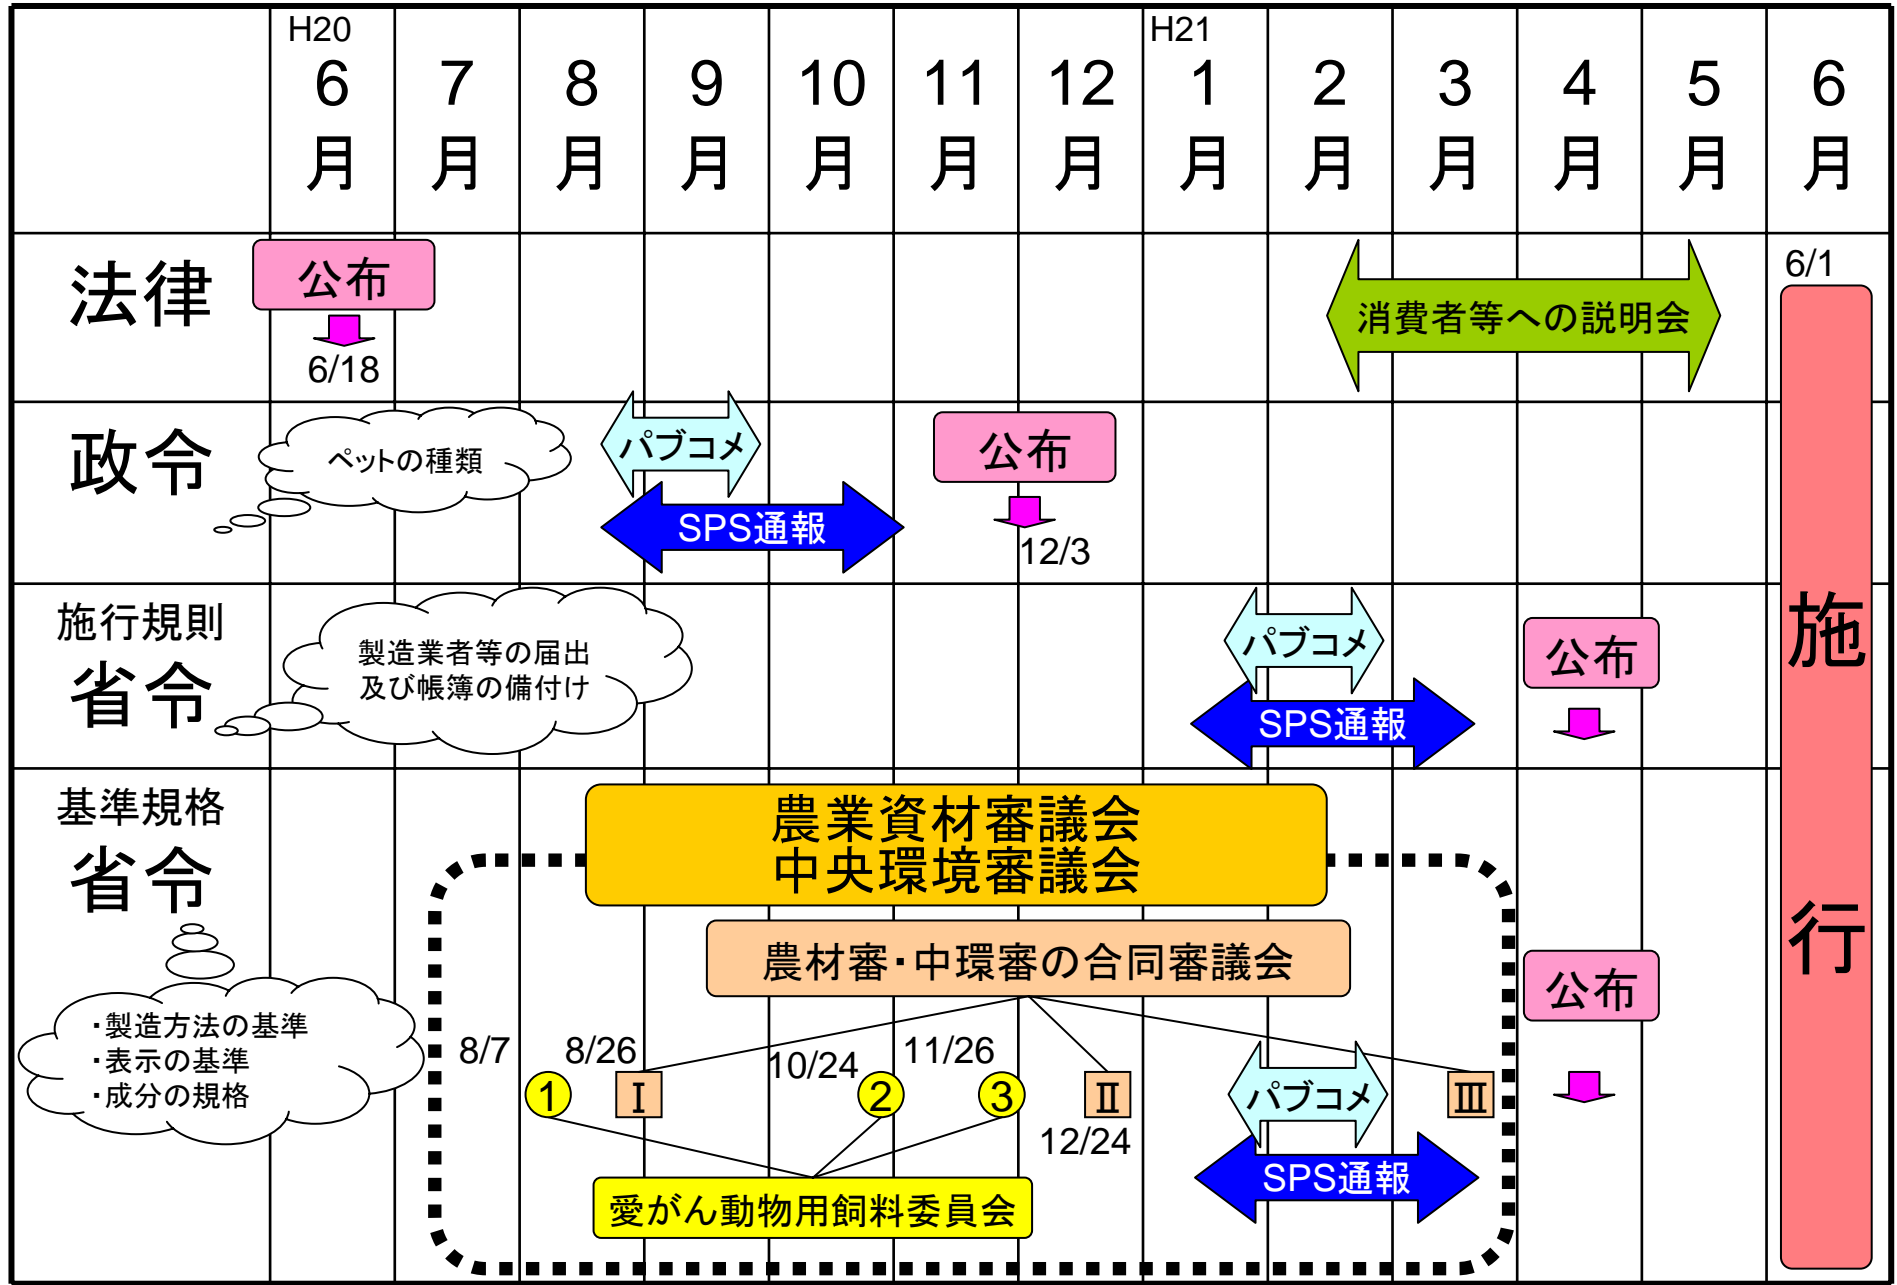 H20
H21
6月
7月
8月
9月
10月
11月
12月
1月
2月
3月
4月
5月
6月
法律
公布
6/18
消費者等への説明会
6/1
施行
政令
ペットの種類
パブコメ
SPS通報
公布
12/3
施行規則
省令
製造業者等の届出
及び帳簿の備付け
パブコメ
SPS通報
公布
基準規格
省令
・製造方法の基準
・表示の基準
・成分の規格
農業資材審議会
中央環境審議会
農材審・中環審の合同審議会
8/7
8/26
10/24
11/26
1
Ⅰ
2
3
Ⅱ
12/24
パブコメ
Ⅲ
SPS通報
愛がん動物用飼料委員会
公布